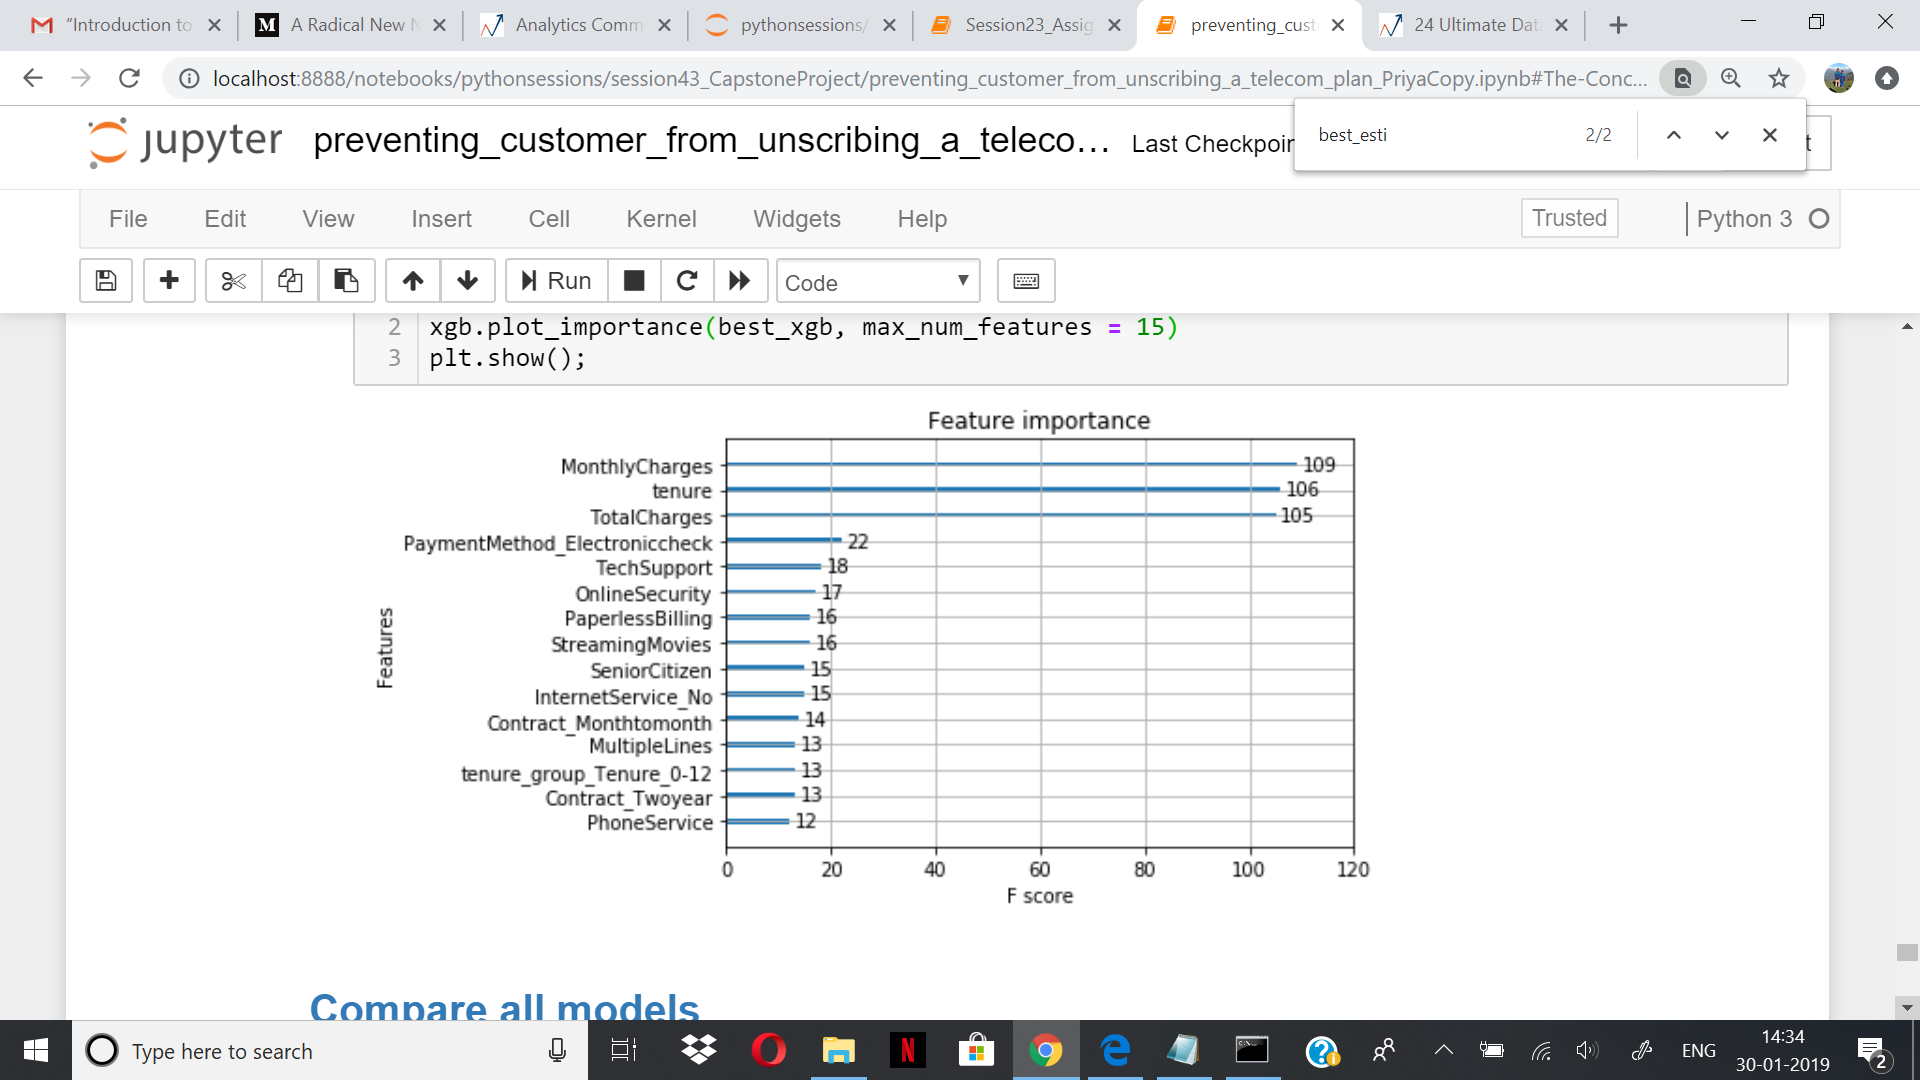 "Introduction to
A Radical New N
Analytics Comm
pythonsessions/
Session23_Assig
preventing_cust
24 Ultimate Dat
localhost:8888/notebooks/pythonsessions/session43_CapstoneProject/preventing_customer_from_unscribing_a_telecom_plan_PriyaCopy.ipynb#The-Conc...
best_esti 2/2
jupyter preventing_customer_from_unscribing_a_teleco... Last Checkpoin
t
File Edit View Insert Cell Kernel Widgets Help Trusted Python 3
Run Code
2 xgb.plot_importance(best_xgb, max_num_features = 15)
3 plt.show();
Feature importance
MonthlyCharges 109
tenure 106
TotalCharges 105
PaymentMethod_Electroniccheck 22
TechSupport 18
OnlineSecurity 17
PaperlessBilling 16
StreamingMovies 16
SeniorCitizen 15
InternetService_No 15
Contract_Monthtomonth 14
MultipleLines 13
tenure_group_Tenure_0-12 13
Contract_Twoyear 13
PhoneService 12
Features
0 20 40 60 80 100 120
F score
Compare all models
Type here to search
ENG
14:34
30-01-2019
2